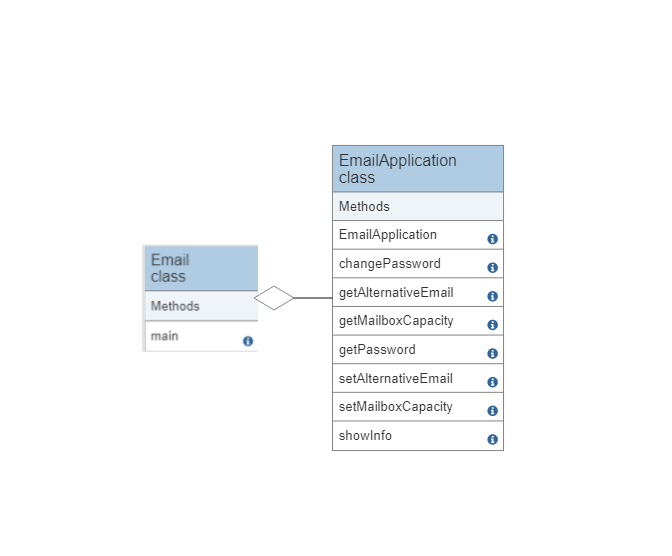 Email
class
Methods
main
EmailApplication
class
Methods
EmailApplication
changePassword
getAlternativeEmail
getMailboxCapacity
getPassword
setAlternativeEmail
setMailboxCapacity
showInfo